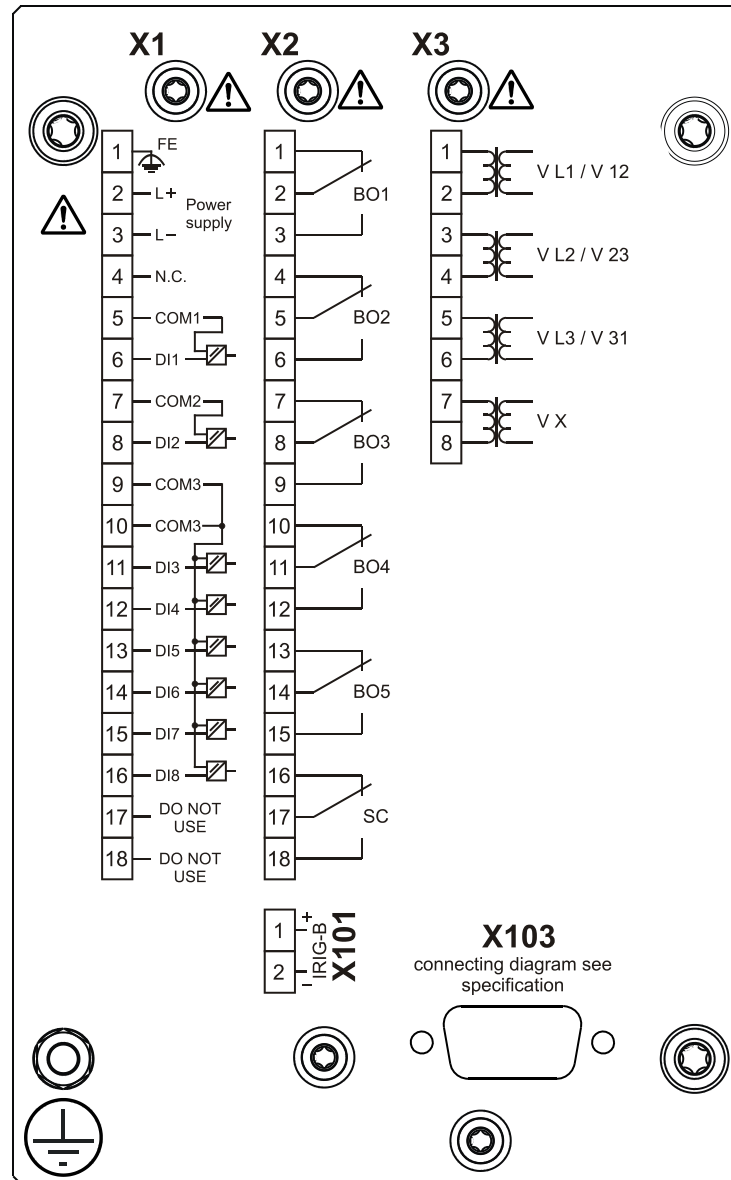 X1
X2
X3
1
FE
2
L+
Power
supply
3
L−
4
N.C.
5
COM1
6
DI1
7
COM2
8
DI2
9
COM3
10
COM3
11
DI3
12
DI4
13
DI5
14
DI6
15
DI7
16
DI8
17
DO NOT
USE
18
DO NOT
USE
1
2
BO1
3
4
5
BO2
6
7
8
BO3
9
10
11
BO4
12
13
14
BO5
15
16
17
SC
18
1
V L1 / V 12
2
3
V L2 / V 23
4
5
V L3 / V 31
6
7
V X
8
1
+
2
−
IRIG-B
X101
X103
connecting diagram see
specification